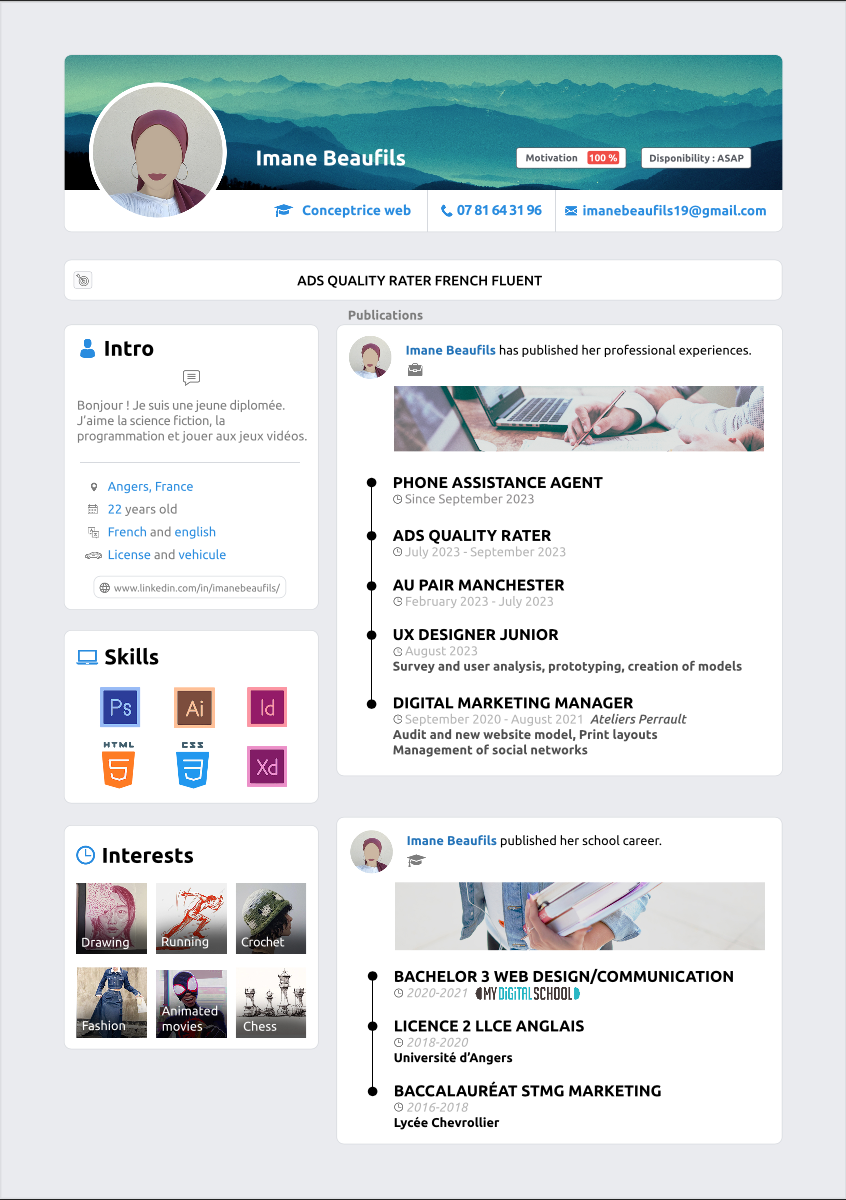 Imane Beaufils
Motivation 100 %
Disponibility : ASAP
Conceptrice web
07 81 64 31 96
imanebeaufils19@gmail.com
ADS QUALITY RATER FRENCH FLUENT
Intro
Bonjour ! Je suis une jeune diplomée.
J'aime la science fiction, la
programmation et jouer aux jeux vidéos.
Angers, France
22 years old
French and english
License and vehicule
www.linkedin.com/in/imanebeaufils/
Skills
Ps
Ai
Id
HTML
5
CSS
3
Xd
Interests
Drawing
Running
Crochet
Fashion
Animated
movies
Chess
Publications
Imane Beaufils has published her professional experiences.
PHONE ASSISTANCE AGENT
Since September 2023
ADS QUALITY RATER
July 2023 - September 2023
AU PAIR MANCHESTER
February 2023 - July 2023
UX DESIGNER JUNIOR
August 2023
Survey and user analysis, prototyping, creation of models
DIGITAL MARKETING MANAGER
September 2020 - August 2021 Ateliers Perrault
Audit and new website model, Print layouts
Management of social networks
Imane Beaufils published her school career.
BACHELOR 3 WEB DESIGN/COMMUNICATION
2020-2021 MY DiGiTAL SCHOOL
LICENCE 2 LLCE ANGLAIS
2018-2020
Université d'Angers
BACCALAURÉAT STMG MARKETING
2016-2018
Lycée Chevrollier